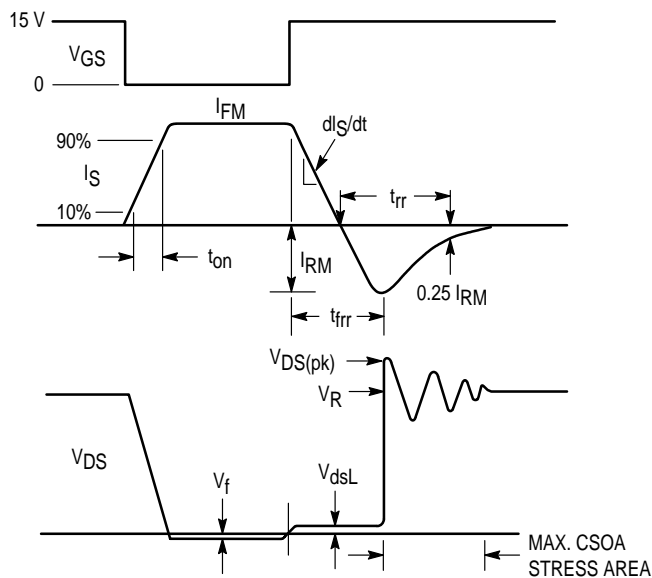 15 V
VGS
0
IFM
90%
dIS/dt
IS
trr
10%
ton
IRM
0.25 IRM
tfrr
VDS(pk)
VR
VDS
Vf
VdsL
MAX. CSOA
STRESS AREA